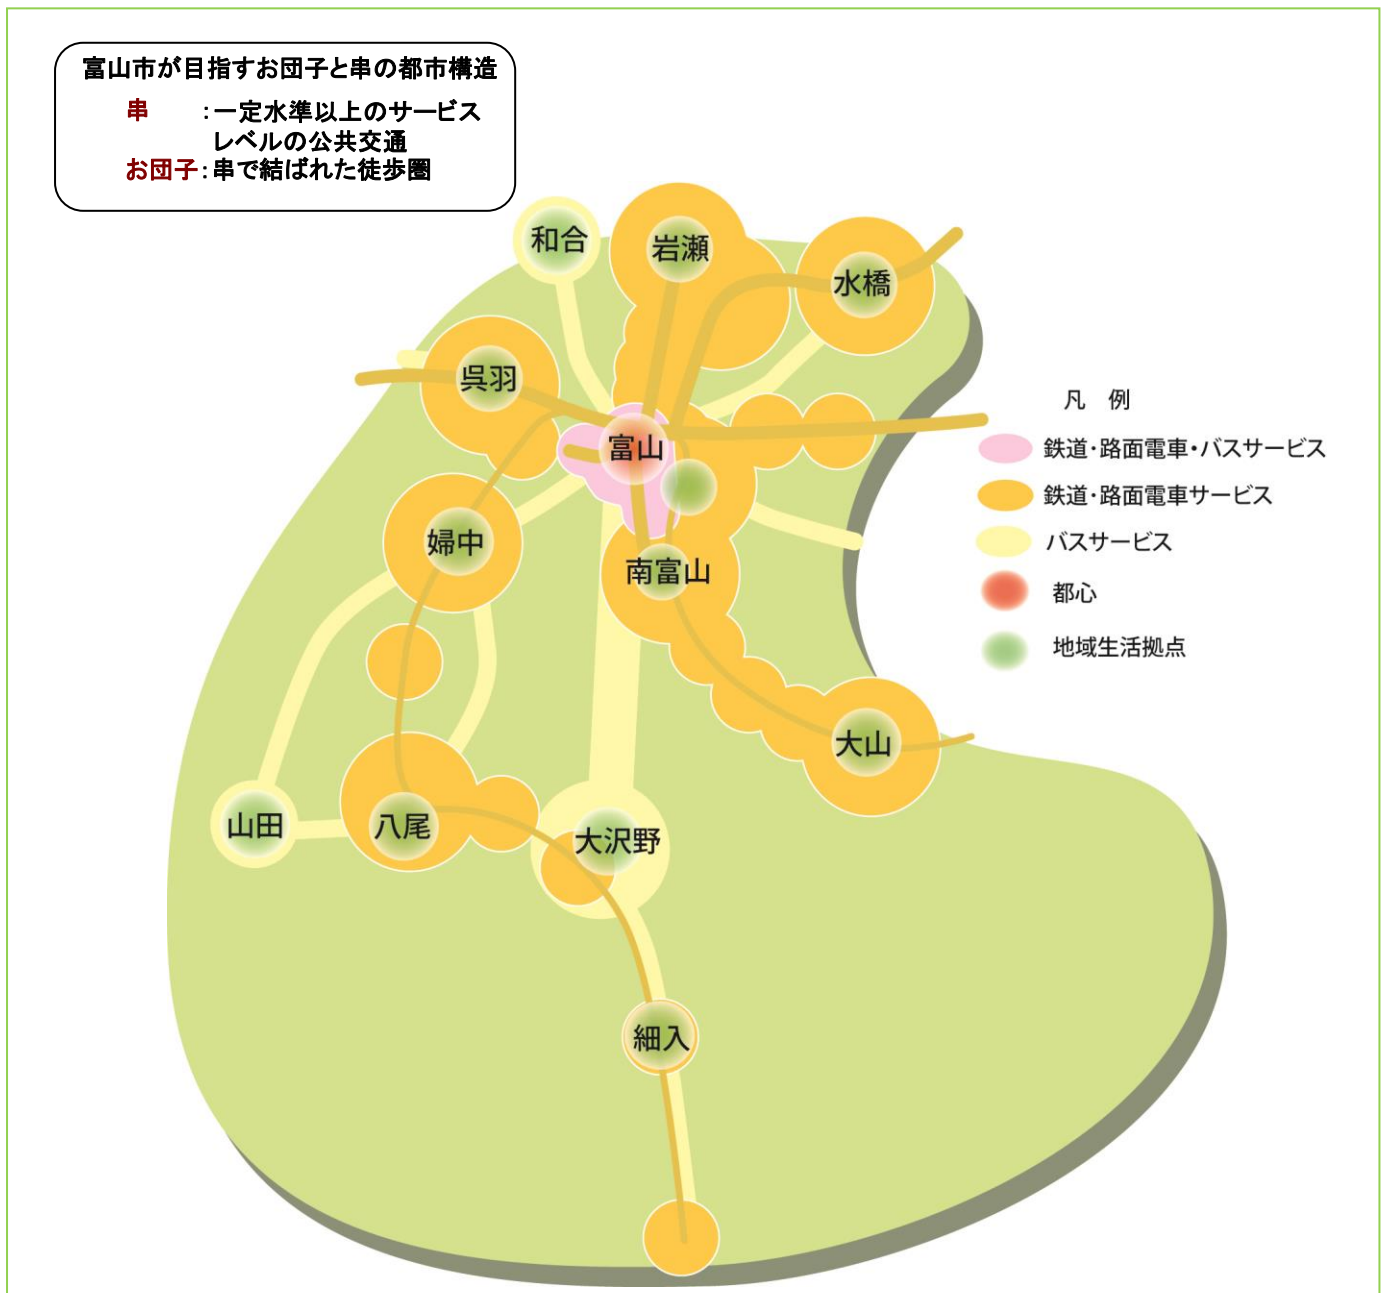 富山市が目指すお団子と串の都市構造
串　　：一定水準以上のサービス
レベルの公共交通
お団子：串で結ばれた徒歩圏
和合
岩瀬
水橋
呉羽
富山
婦中
南富山
大山
山田
八尾
大沢野
細入
凡　例
鉄道・路面電車・バスサービス
鉄道・路面電車サービス
バスサービス
都心
地域生活拠点